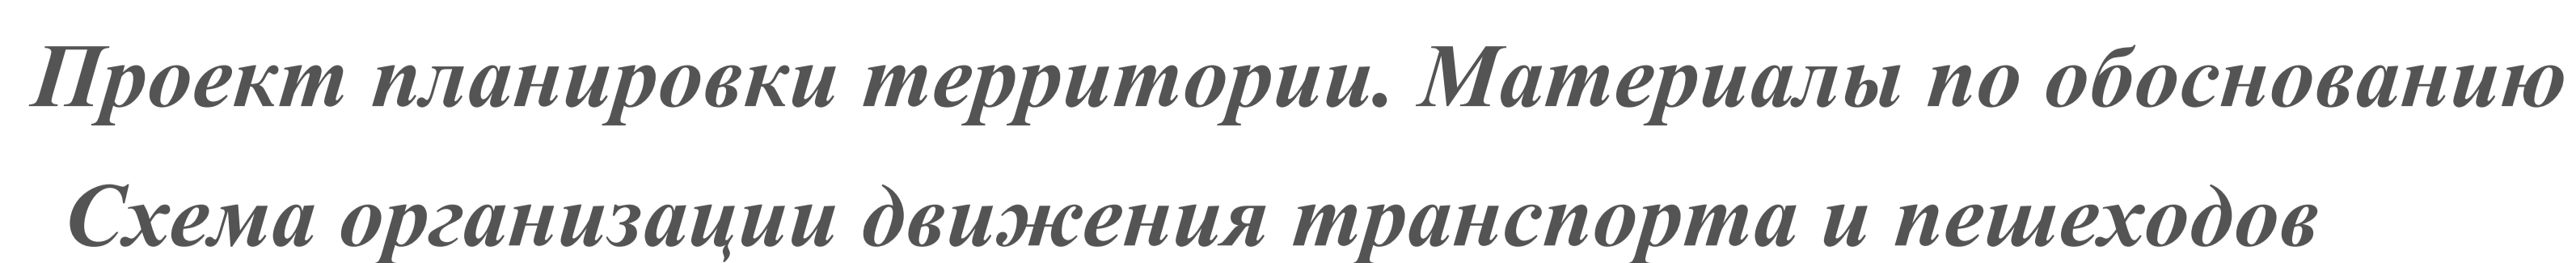 Проект планировки территории. Материалы по обоснованию
Схема организации движения транспорта и пешеходов